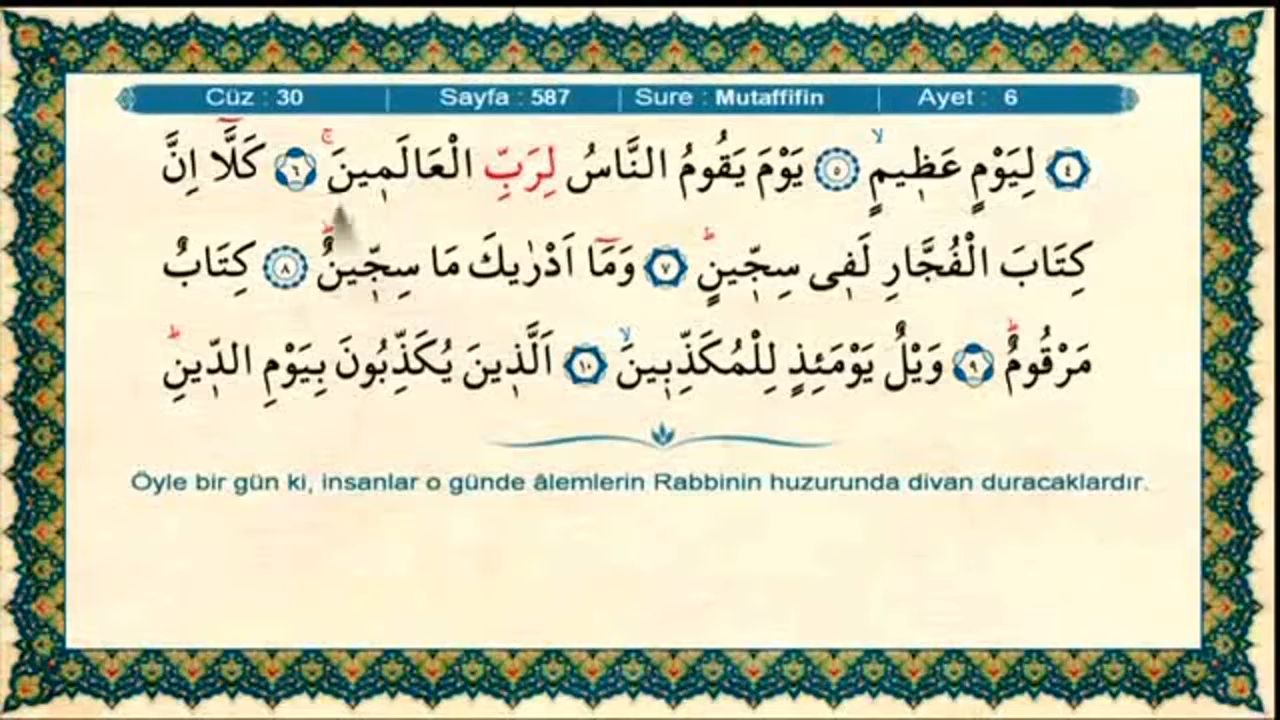 Cüz : 30 | Sayfa : 587 | Sure : Mutaffifin | Ayet : 6
﴿٤﴾ لِيَوْمٍ عَظ۪يمٍۙ ﴿٥﴾ يَوْمَ يَقُومُ النَّاسُ لِرَبِّ الْعَالَم۪ينَۚ ﴿٦﴾ كَلَّٓا اِنَّ
كِتَابَ الْفُجَّارِ لَف۪ى سِجّ۪ينٍۜ ﴿٧﴾ وَمَٓا اَدْرٰيكَ مَا سِجّ۪ينٌۜ ﴿٨﴾ كِتَابٌ
مَرْقُومٌۜ ﴿٩﴾ وَيْلٌ يَوْمَئِذٍ لِلْمُكَذِّب۪ينَۙ ﴿١٠﴾ اَلَّذ۪ينَ يُكَذِّبُونَ بِيَوْمِ الدّ۪ينِۜ
Öyle bir gün ki, insanlar o günde âlemlerin Rabbinin huzurunda divan duracaklardır.